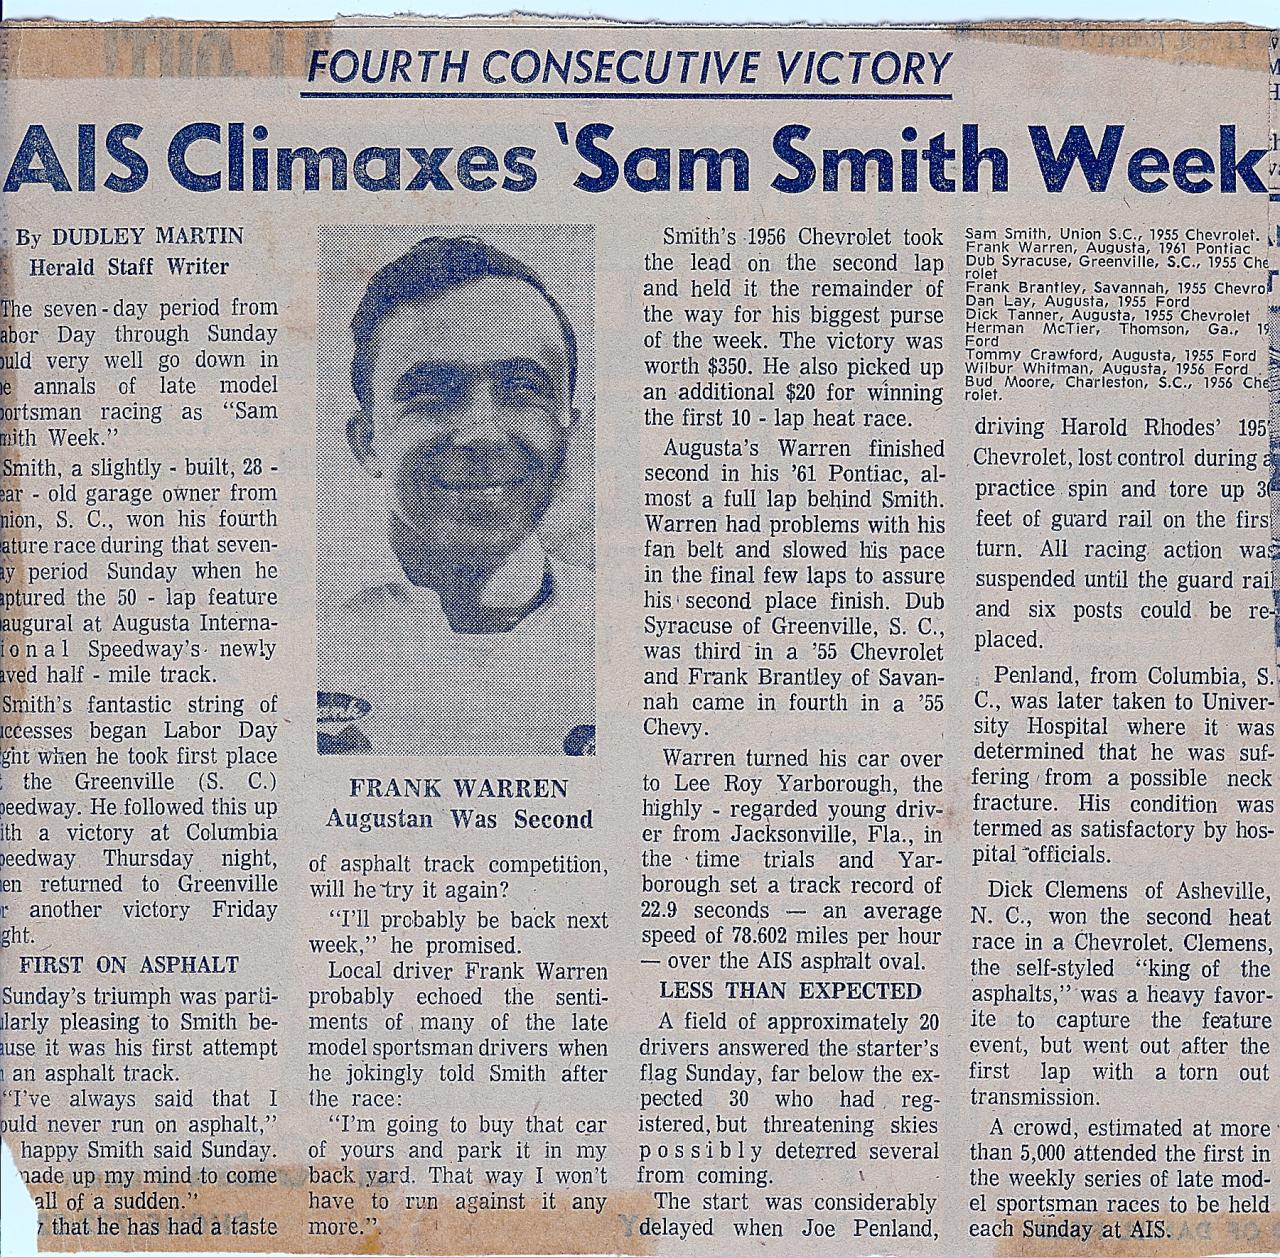 FOURTH CONSECUTIVE VICTORY
AIS Climaxes 'Sam Smith Week
By DUDLEY MARTIN
Herald Staff Writer
The seven-day period from
abor Day through Sunday
ould very well go down in
e annals of late model
portsman racing as "Sam
mith Week."
Smith, a slightly - built, 28 -
ear - old garage owner from
nion, S. C., won his fourth
ature race during that seven-
ay period Sunday when he
aptured the 50 - lap feature
augural at Augusta Interna-
ional Speedway's newly
aved half - mile track.
Smith's fantastic string of
uccesses began Labor Day
ght when he took first place
the Greenville (S. C.)
peedway. He followed this up
ith a victory at Columbia
peedway Thursday night,
en returned to Greenville
r another victory Friday
ght.
FIRST ON ASPHALT
Sunday's triumph was parti-
ularly pleasing to Smith be-
ause it was his first attempt
an asphalt track.
"I've always said that I
ould never run on asphalt,"
happy Smith said Sunday.
made up my mind to come
all of a sudden."
that he has had a taste
FRANK WARREN
Augustan Was Second
of asphalt track competition,
will he try it again?
"I'll probably be back next
week," he promised.
Local driver Frank Warren
probably echoed the senti-
ments of many of the late
model sportsman drivers when
he jokingly told Smith after
the race:
"I'm going to buy that car
of yours and park it in my
back yard. That way I won't
have to run against it any
more."
Smith's 1956 Chevrolet took
the lead on the second lap
and held it the remainder of
the way for his biggest purse
of the week. The victory was
worth $350. He also picked up
an additional $20 for winning
the first 10 - lap heat race.
Augusta's Warren finished
second in his '61 Pontiac, al-
most a full lap behind Smith.
Warren had problems with his
fan belt and slowed his pace
in the final few laps to assure
his second place finish. Dub
Syracuse of Greenville, S. C.,
was third in a '55 Chevrolet
and Frank Brantley of Savan-
nah came in fourth in a '55
Chevy.
Warren turned his car over
to Lee Roy Yarborough, the
highly - regarded young driv-
er from Jacksonville, Fla., in
the time trials and Yar-
borough set a track record of
22.9 seconds — an average
speed of 78.602 miles per hour
— over the AIS asphalt oval.
LESS THAN EXPECTED
A field of approximately 20
drivers answered the starter's
flag Sunday, far below the ex-
pected 30 who had reg-
istered, but threatening skies
possibly deterred several
from coming.
The start was considerably
delayed when Joe Penland,
Sam Smith, Union S.C., 1955 Chevrolet.
Frank Warren, Augusta, 1961 Pontiac
Dub Syracuse, Greenville, S.C., 1955 Che
rolet
Frank Brantley, Savannah, 1955 Chevro
Dan Lay, Augusta, 1955 Ford
Dick Tanner, Augusta, 1955 Chevrolet
Herman McTier, Thomson, Ga., 19
Ford
Tommy Crawford, Augusta, 1955 Ford
Wilbur Whitman, Augusta, 1956 Ford
Bud Moore, Charleston, S.C., 1956 Che
rolet.
driving Harold Rhodes' 195
Chevrolet, lost control during a
practice spin and tore up 3
feet of guard rail on the firs
turn. All racing action was
suspended until the guard rail
and six posts could be re-
placed.
Penland, from Columbia, S.
C., was later taken to Univer-
sity Hospital where it was
determined that he was suf-
fering from a possible neck
fracture. His condition was
termed as satisfactory by hos-
pital officials.
Dick Clemens of Asheville,
N. C., won the second heat
race in a Chevrolet. Clemens,
the self-styled "king of the
asphalts," was a heavy favor-
ite to capture the feature
event, but went out after the
first lap with a torn out
transmission.
A crowd, estimated at more
than 5,000 attended the first in
the weekly series of late mod-
el sportsman races to be held
each Sunday at AIS.